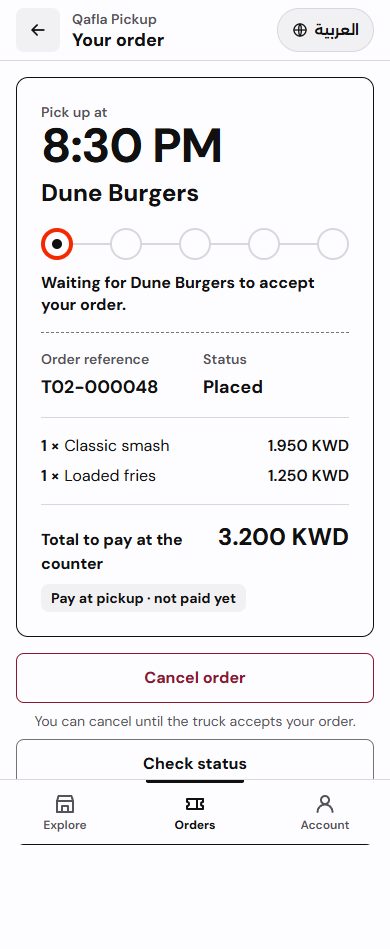 Qafla Pickup
Your order
العربية
Pick up at
8:30 PM
Dune Burgers
Waiting for Dune Burgers to accept
your order.
Order reference
Status
T02-000048
Placed
1 × Classic smash
1.950 KWD
1 × Loaded fries
1.250 KWD
Total to pay at the
counter
3.200 KWD
Pay at pickup · not paid yet
Cancel order
You can cancel until the truck accepts your order.
Check status
Explore
Orders
Account